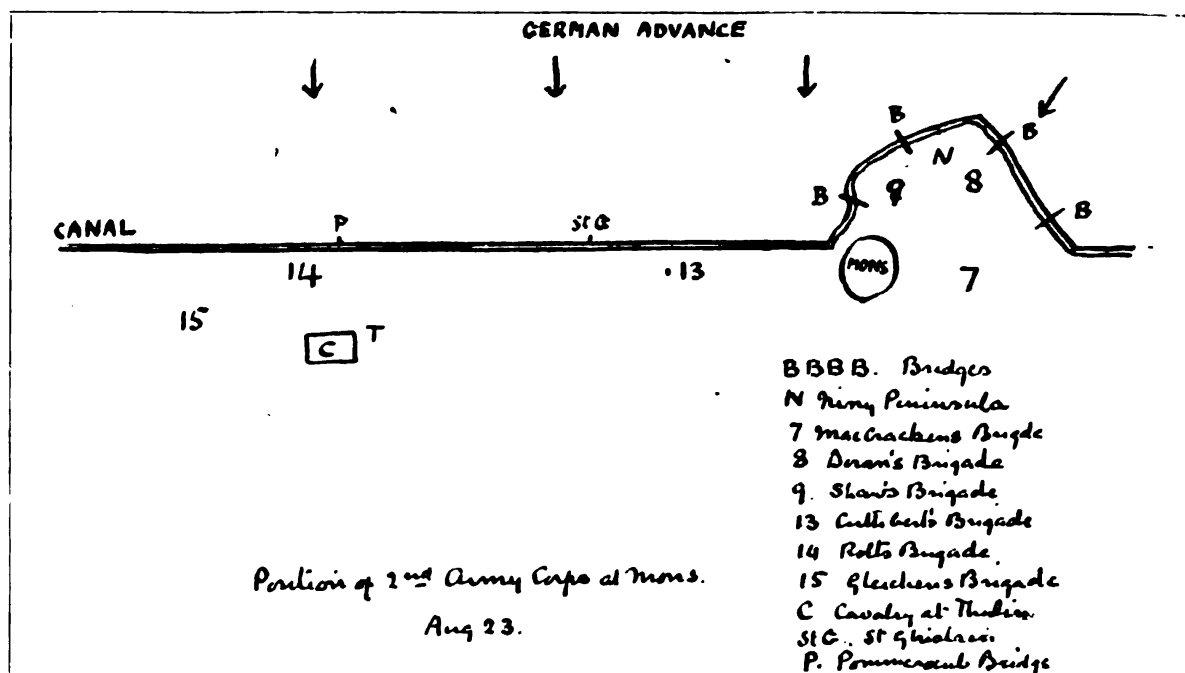 GERMAN ADVANCE
B
B
N
9
8
B
B
CANAL
P
St G
14
.13
MONS
7
15
C
T
B B B B. Bridges
N Nimy Peninsula
7 MacCrackens Brigde
8 Doran's Brigade
9. Shaw's Brigade
13 Cuthbert's Brigade
14 Rolts Brigade
15 Gleichens Brigade
C Cavalry at Thulin
St G.. St Ghislain
P. Pommeroeul Bridge
Position of 2nd Army Corps at Mons.
Aug 23.